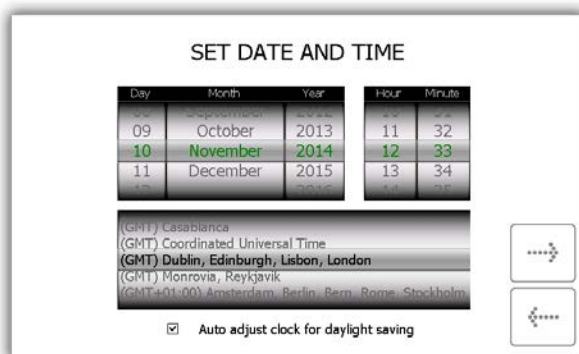 SET DATE AND TIME
Day Month Year Hour Minute
09 October 2013 11 32
10 November 2014 12 33
11 December 2015 13 34
(GMT) Casablanca
(GMT) Coordinated Universal Time
(GMT) Dublin, Edinburgh, Lisbon, London
(GMT) Monrovia, Reykjavik
(GMT+01:00) Amsterdam, Berlin, Bern, Rome, Stockholm
Auto adjust clock for daylight saving